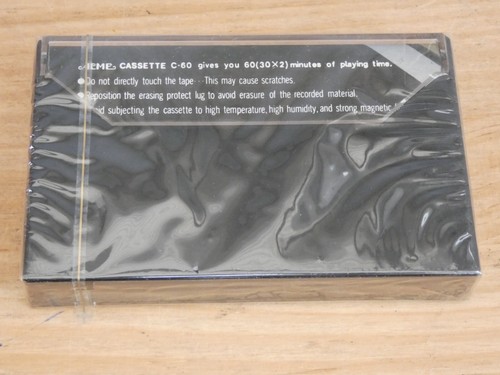 CASSETTE C-60 gives you 60(30×2)minutes of playing time.
●Do not directly touch the tape···This may cause scratches.
●Reposition the erasing protect lug to avoid erasure of the recorded material.
subjecting the cassette to high temperature, high humidity, and strong magnetic